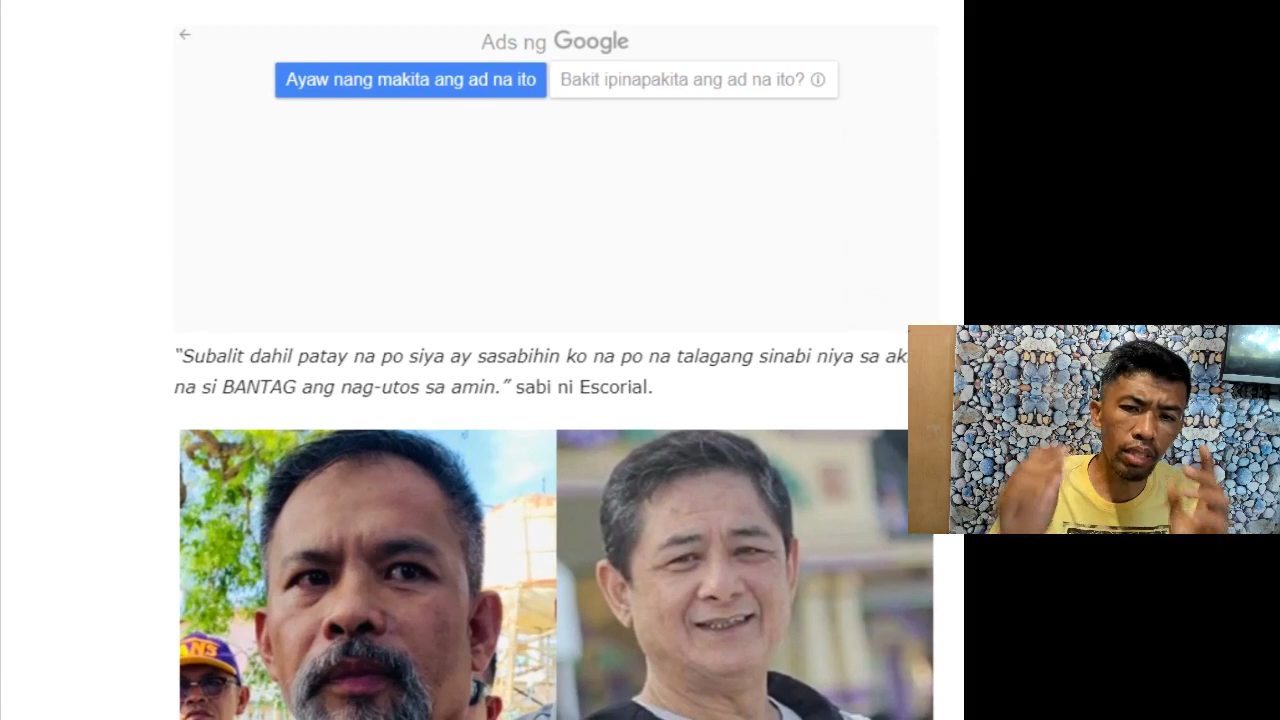 Ads ng Google
Ayaw nang makita ang ad na ito
Bakit ipinapakita ang ad na ito?
“Subalit dahil patay na po siya ay sasabihin ko na po na talagang sinabi niya sa
na si BANTAG ang nag-utos sa amin.” sabi ni Escorial.
ANS